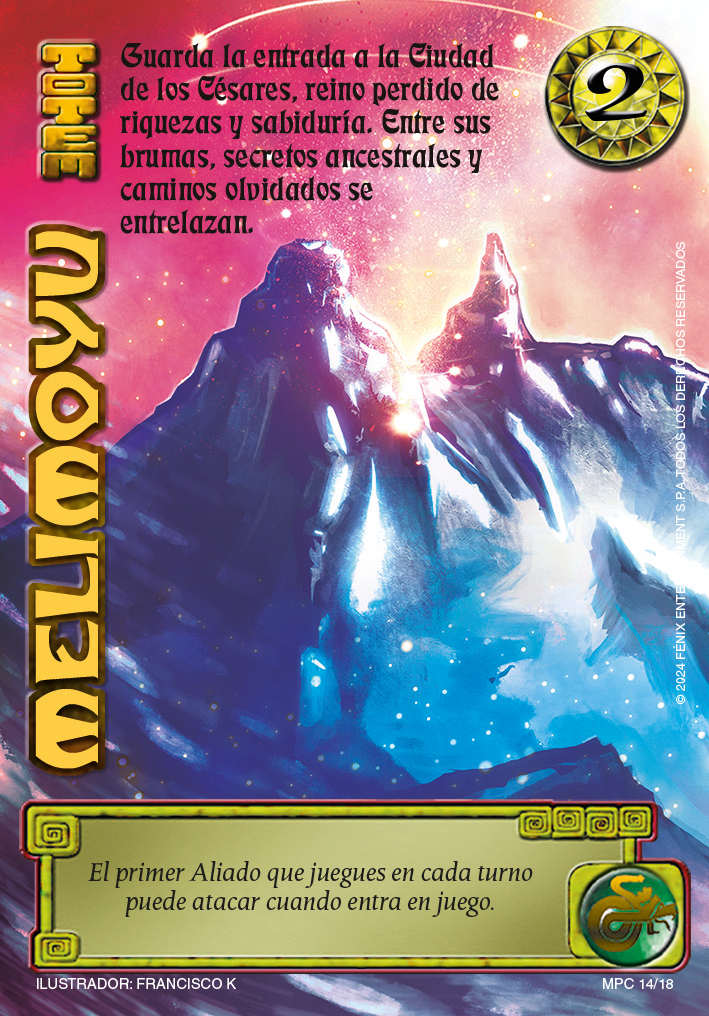 TOTEM
Guarda la entrada a la Ciudad
de los Césares, reino perdido de
riquezas y sabiduría. Entre sus
brumas, secretos ancestrales y
caminos olvidados se
entrelazan.
2
MELIMOYU
© 2024 FÉNIX ENTERTAINMENT S.P.A. TODOS LOS DERECHOS RESERVADOS
El primer Aliado que juegues en cada turno
puede atacar cuando entra en juego.
ILUSTRADOR: FRANCISCO K
MPC 14/18